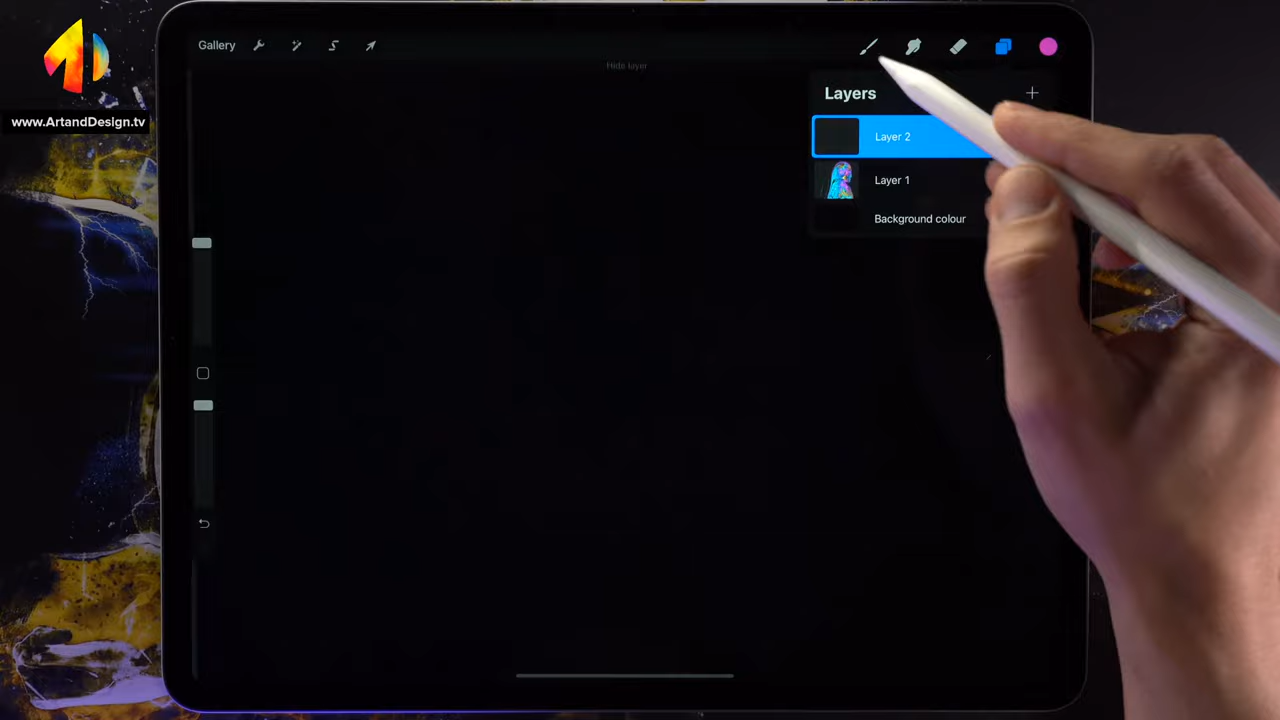 www.ArtandDesign.tv
Gallery
Hide layer
Layers
Layer 2
Layer 1
Background colour